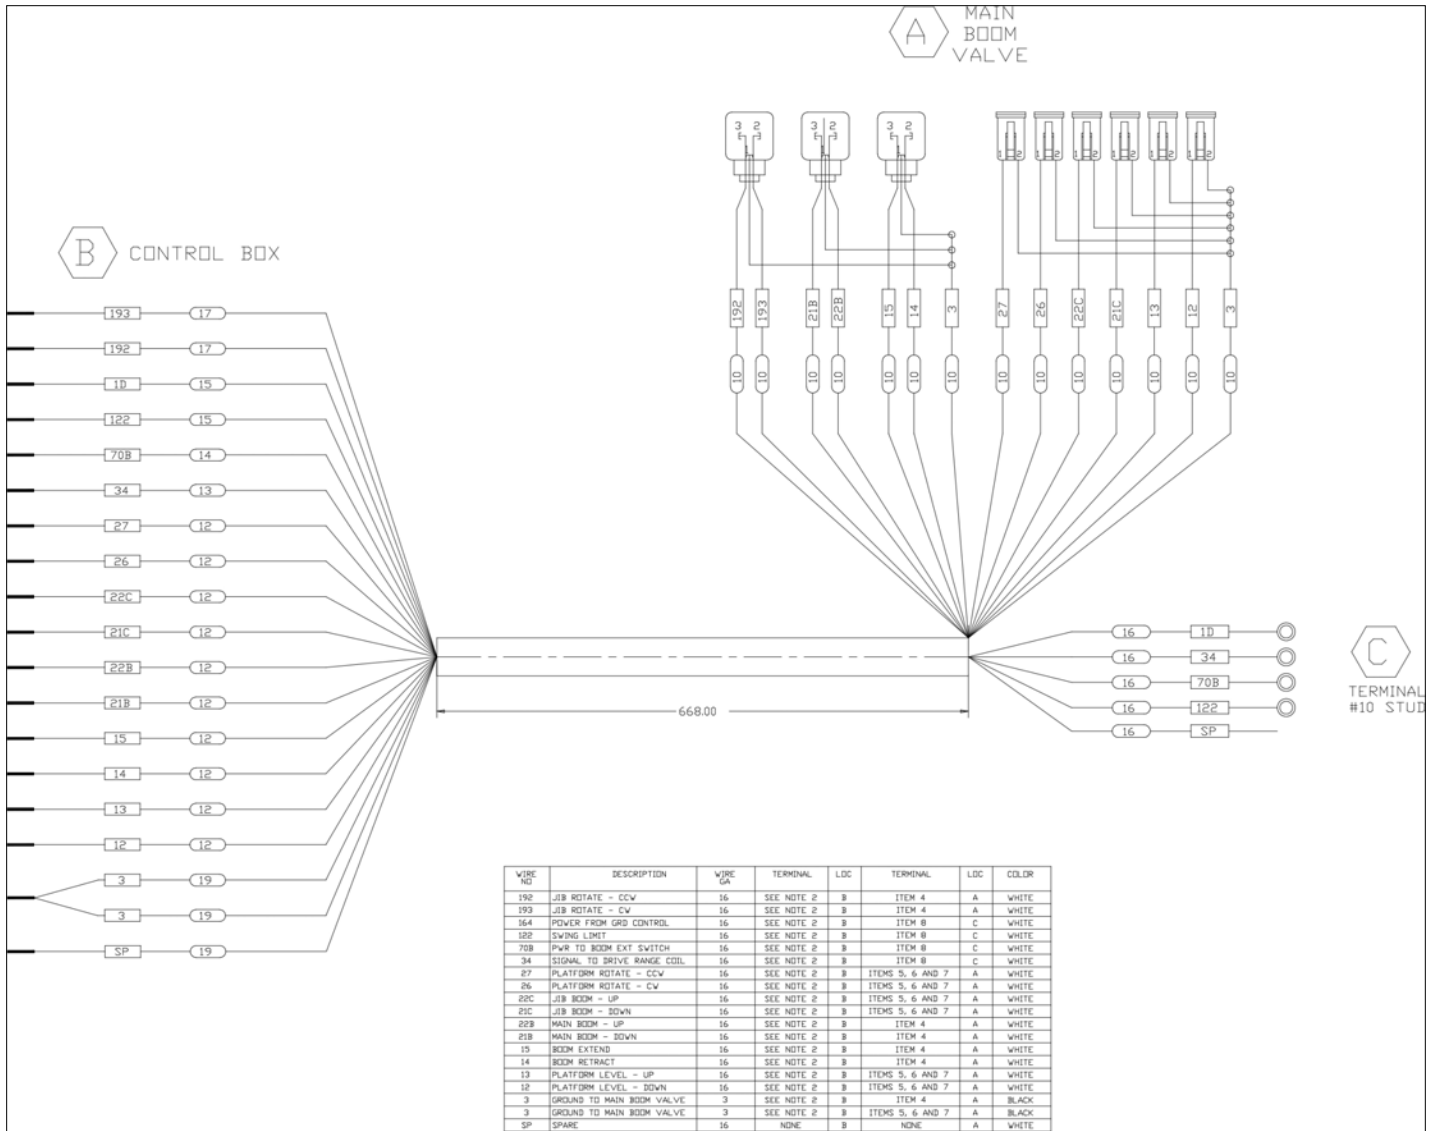 A
MAIN
BOOM
VALVE
3 2
3 2
3 2
1 2
1 2
1 2
1 2
1 2
1 2
B
CONTROL BOX
192
193
21B
22B
15
14
3
27
26
22C
21C
13
12
3
10
10
10
10
10
10
10
10
10
10
10
10
10
10
193 17
192 17
1D 15
122 15
70B 14
34 13
27 12
26 12
22C 12
21C 12
22B 12
21B 12
15 12
14 12
13 12
12 12
3 19
3 19
SP 19
668.00
16 1D
16 34
16 70B
16 122
16 SP
C
TERMINAL
#10 STUD
WIRE NO DESCRIPTION WIRE GA TERMINAL LOC TERMINAL LOC COLOR
192 JIB ROTATE - CCW 16 SEE NOTE 2 B ITEM 4 A WHITE
193 JIB ROTATE - CW 16 SEE NOTE 2 B ITEM 4 A WHITE
164 POWER FROM GRD CONTROL 16 SEE NOTE 2 B ITEM 8 C WHITE
122 SWING LIMIT 16 SEE NOTE 2 B ITEM 8 C WHITE
70B PWR TO BOOM EXT SWITCH 16 SEE NOTE 2 B ITEM 8 C WHITE
34 SIGNAL TO DRIVE RANGE COIL 16 SEE NOTE 2 B ITEM 8 C WHITE
27 PLATFORM ROTATE - CCW 16 SEE NOTE 2 B ITEMS 5, 6 AND 7 A WHITE
26 PLATFORM ROTATE - CW 16 SEE NOTE 2 B ITEMS 5, 6 AND 7 A WHITE
22C JIB BOOM - UP 16 SEE NOTE 2 B ITEMS 5, 6 AND 7 A WHITE
21C JIB BOOM - DOWN 16 SEE NOTE 2 B ITEMS 5, 6 AND 7 A WHITE
22B MAIN BOOM - UP 16 SEE NOTE 2 B ITEM 4 A WHITE
21B MAIN BOOM - DOWN 16 SEE NOTE 2 B ITEM 4 A WHITE
15 BOOM EXTEND 16 SEE NOTE 2 B ITEM 4 A WHITE
14 BOOM RETRACT 16 SEE NOTE 2 B ITEM 4 A WHITE
13 PLATFORM LEVEL - UP 16 SEE NOTE 2 B ITEMS 5, 6 AND 7 A WHITE
12 PLATFORM LEVEL - DOWN 16 SEE NOTE 2 B ITEMS 5, 6 AND 7 A WHITE
3 GROUND TO MAIN BOOM VALVE 3 SEE NOTE 2 B ITEM 4 A BLACK
3 GROUND TO MAIN BOOM VALVE 3 SEE NOTE 2 B ITEMS 5, 6 AND 7 A BLACK
SP SPARE 16 NONE B NONE A WHITE